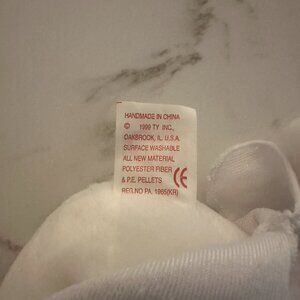 HANDMADE IN CHINA
© 1999 TY INC.,
OAKBROOK, IL. U.S.A.
SURFACE WASHABLE
ALL NEW MATERIAL
POLYESTER FIBER
& P.E. PELLETS CE
REG.NO PA. 1965(KR)